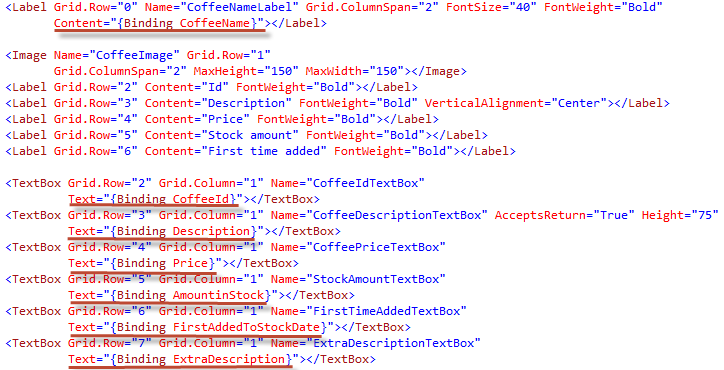 <Label Grid.Row="0" Name="CoffeeNameLabel" Grid.ColumnSpan="2" FontSize="40" FontWeight="Bold"
Content="{Binding CoffeeName}"></Label>
<Image Name="CoffeeImage" Grid.Row="1"
Grid.ColumnSpan="2" MaxHeight="150" MaxWidth="150"></Image>
<Label Grid.Row="2" Content="Id" FontWeight="Bold"></Label>
<Label Grid.Row="3" Content="Description" FontWeight="Bold" VerticalAlignment="Center"></Label>
<Label Grid.Row="4" Content="Price" FontWeight="Bold"></Label>
<Label Grid.Row="5" Content="Stock amount" FontWeight="Bold"></Label>
<Label Grid.Row="6" Content="First time added" FontWeight="Bold"></Label>
<TextBox Grid.Row="2" Grid.Column="1" Name="CoffeeIdTextBox"
Text="{Binding CoffeeId}"></TextBox>
<TextBox Grid.Row="3" Grid.Column="1" Name="CoffeeDescriptionTextBox" AcceptsReturn="True" Height="75"
Text="{Binding Description}"></TextBox>
<TextBox Grid.Row="4" Grid.Column="1" Name="CoffeePriceTextBox"
Text="{Binding Price}"></TextBox>
<TextBox Grid.Row="5" Grid.Column="1" Name="StockAmountTextBox"
Text="{Binding AmountinStock}"></TextBox>
<TextBox Grid.Row="6" Grid.Column="1" Name="FirstTimeAddedTextBox"
Text="{Binding FirstAddedToStockDate}"></TextBox>
<TextBox Grid.Row="7" Grid.Column="1" Name="ExtraDescriptionTextBox"
Text="{Binding ExtraDescription}"></TextBox>